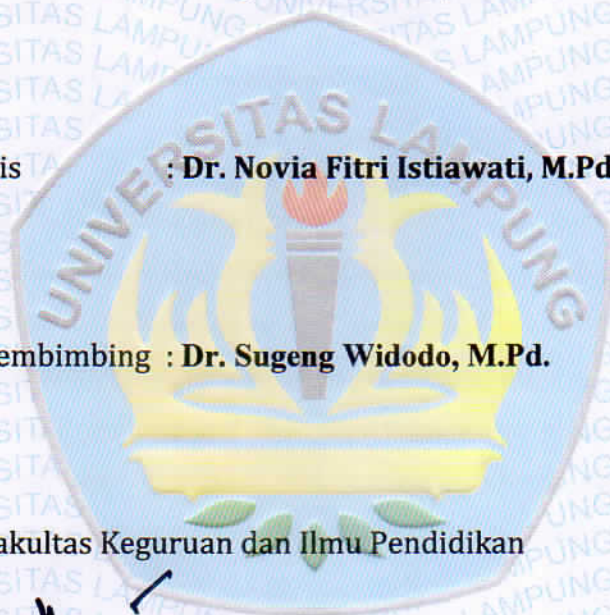 UNIVERSITAS LAMPUNG
is : Dr. Novia Fitri Istiawati, M.Pd
embimbing : Dr. Sugeng Widodo, M.Pd.
akultas Keguruan dan Ilmu Pendidikan